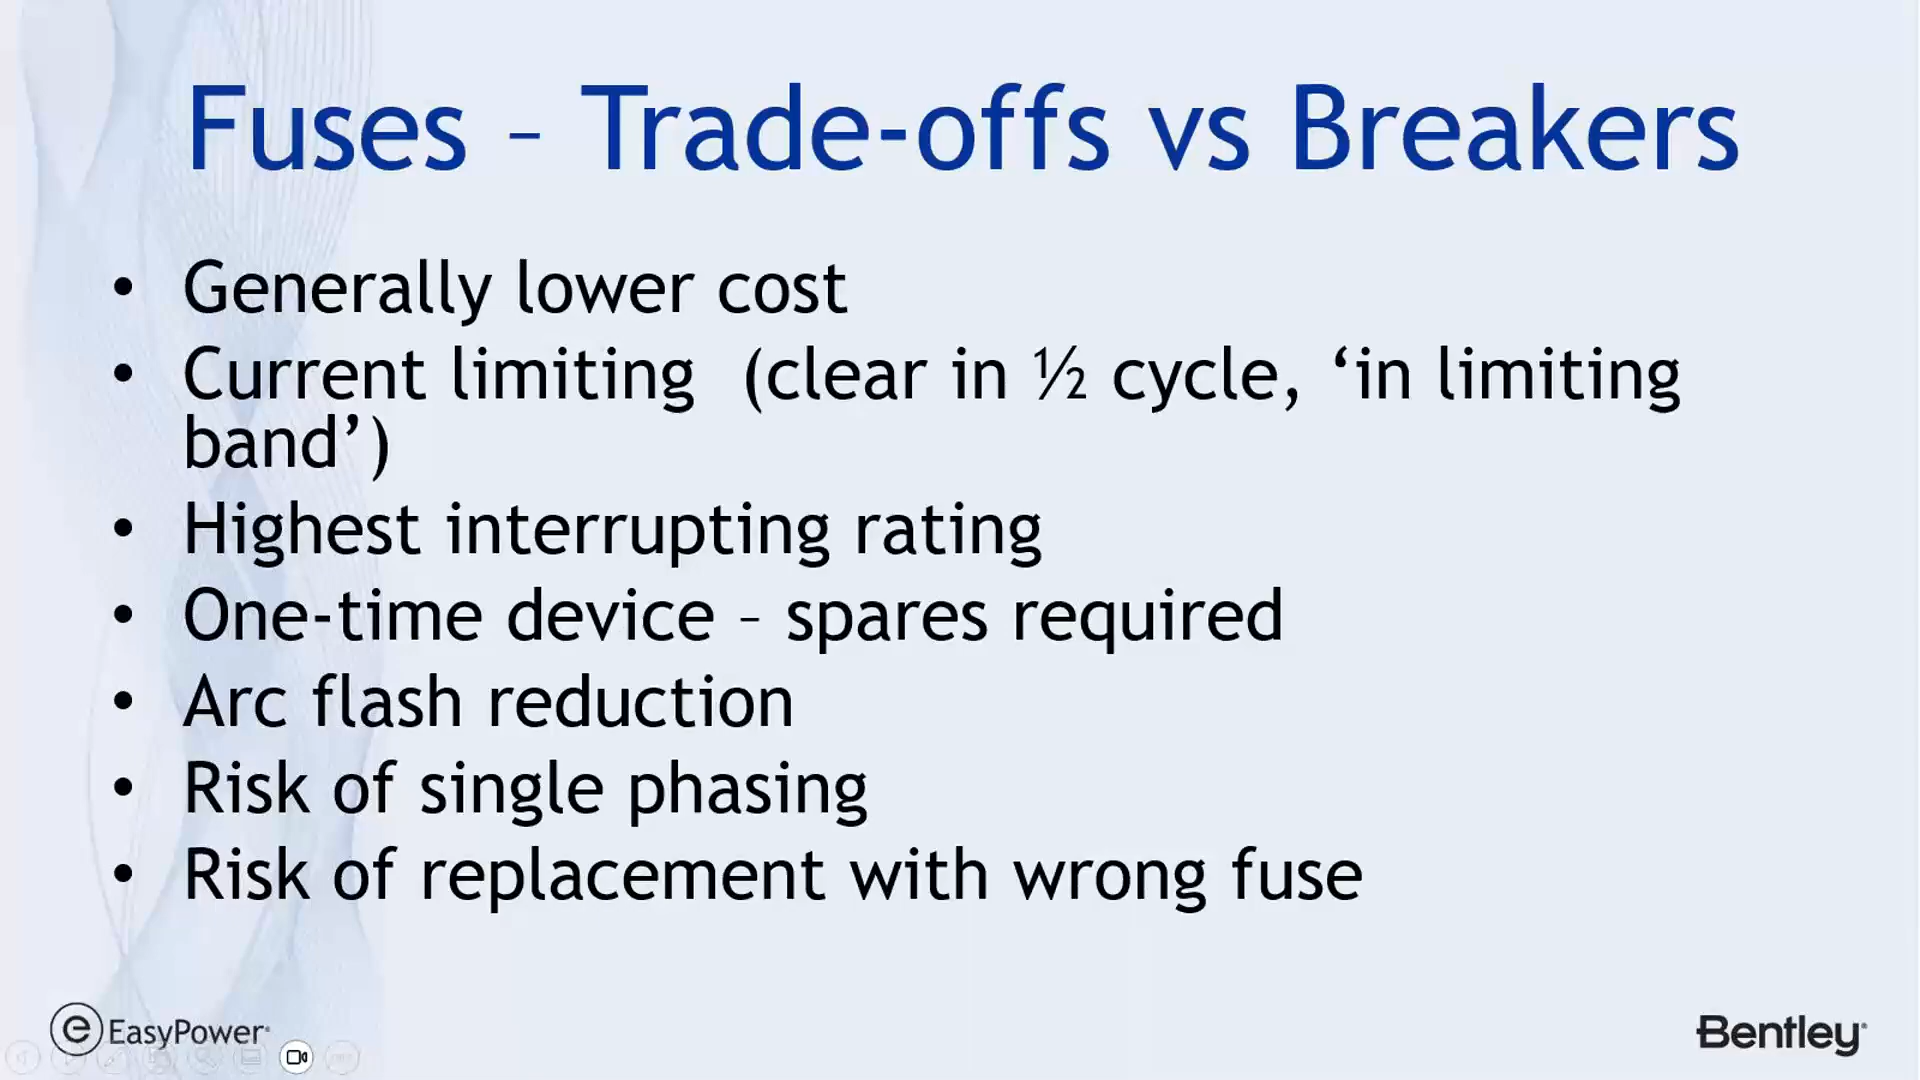 Fuses – Trade-offs vs Breakers
• Generally lower cost
• Current limiting  (clear in ½ cycle, ‘in limiting
band’)
• Highest interrupting rating
• One-time device – spares required
• Arc flash reduction
• Risk of single phasing
• Risk of replacement with wrong fuse
e EasyPower
Bentley